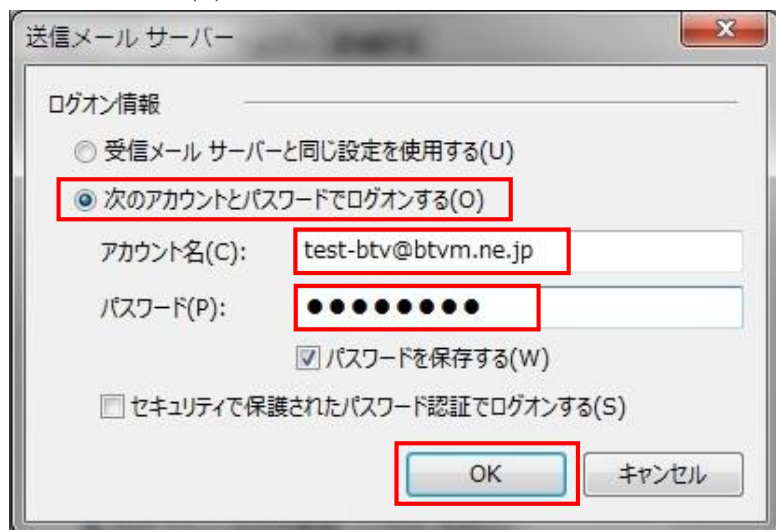 送信メール サーバー
ログオン情報
受信メール サーバーと同じ設定を使用する(U)
次のアカウントとパスワードでログオンする(O)
アカウント名(C): test-btv@btvm.ne.jp
パスワード(P): ●●●●●●●●
パスワードを保存する(W)
セキュリティで保護されたパスワード認証でログオンする(S)
OK キャンセル